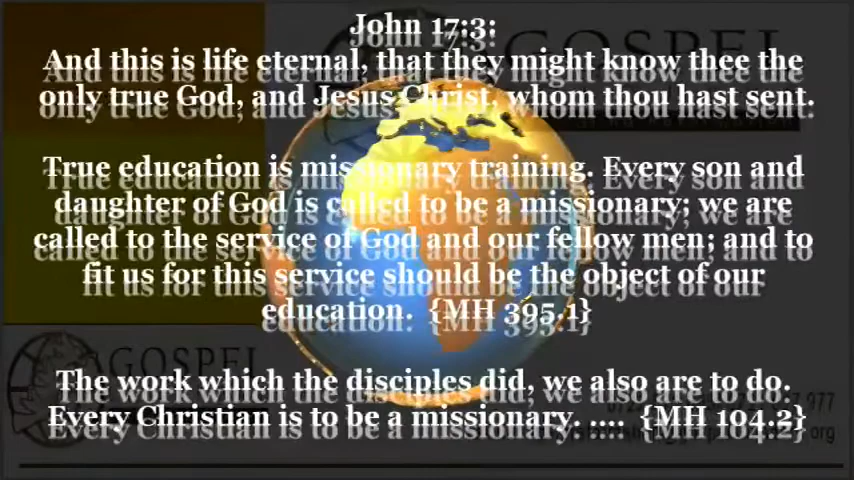 John 17:3:
And this is life eternal, that they might know thee the
only true God, and Jesus Christ, whom thou hast sent.
True education is missionary training. Every son and
daughter of God is called to be a missionary; we are
called to the service of God and our fellow men; and to
fit us for this service should be the object of our
education. {MH 395.1}
The work which the disciples did, we also are to do.
Every Christian is to be a missionary. .... {MH 104.2}
GOSPEL
GOSPEL
977
org